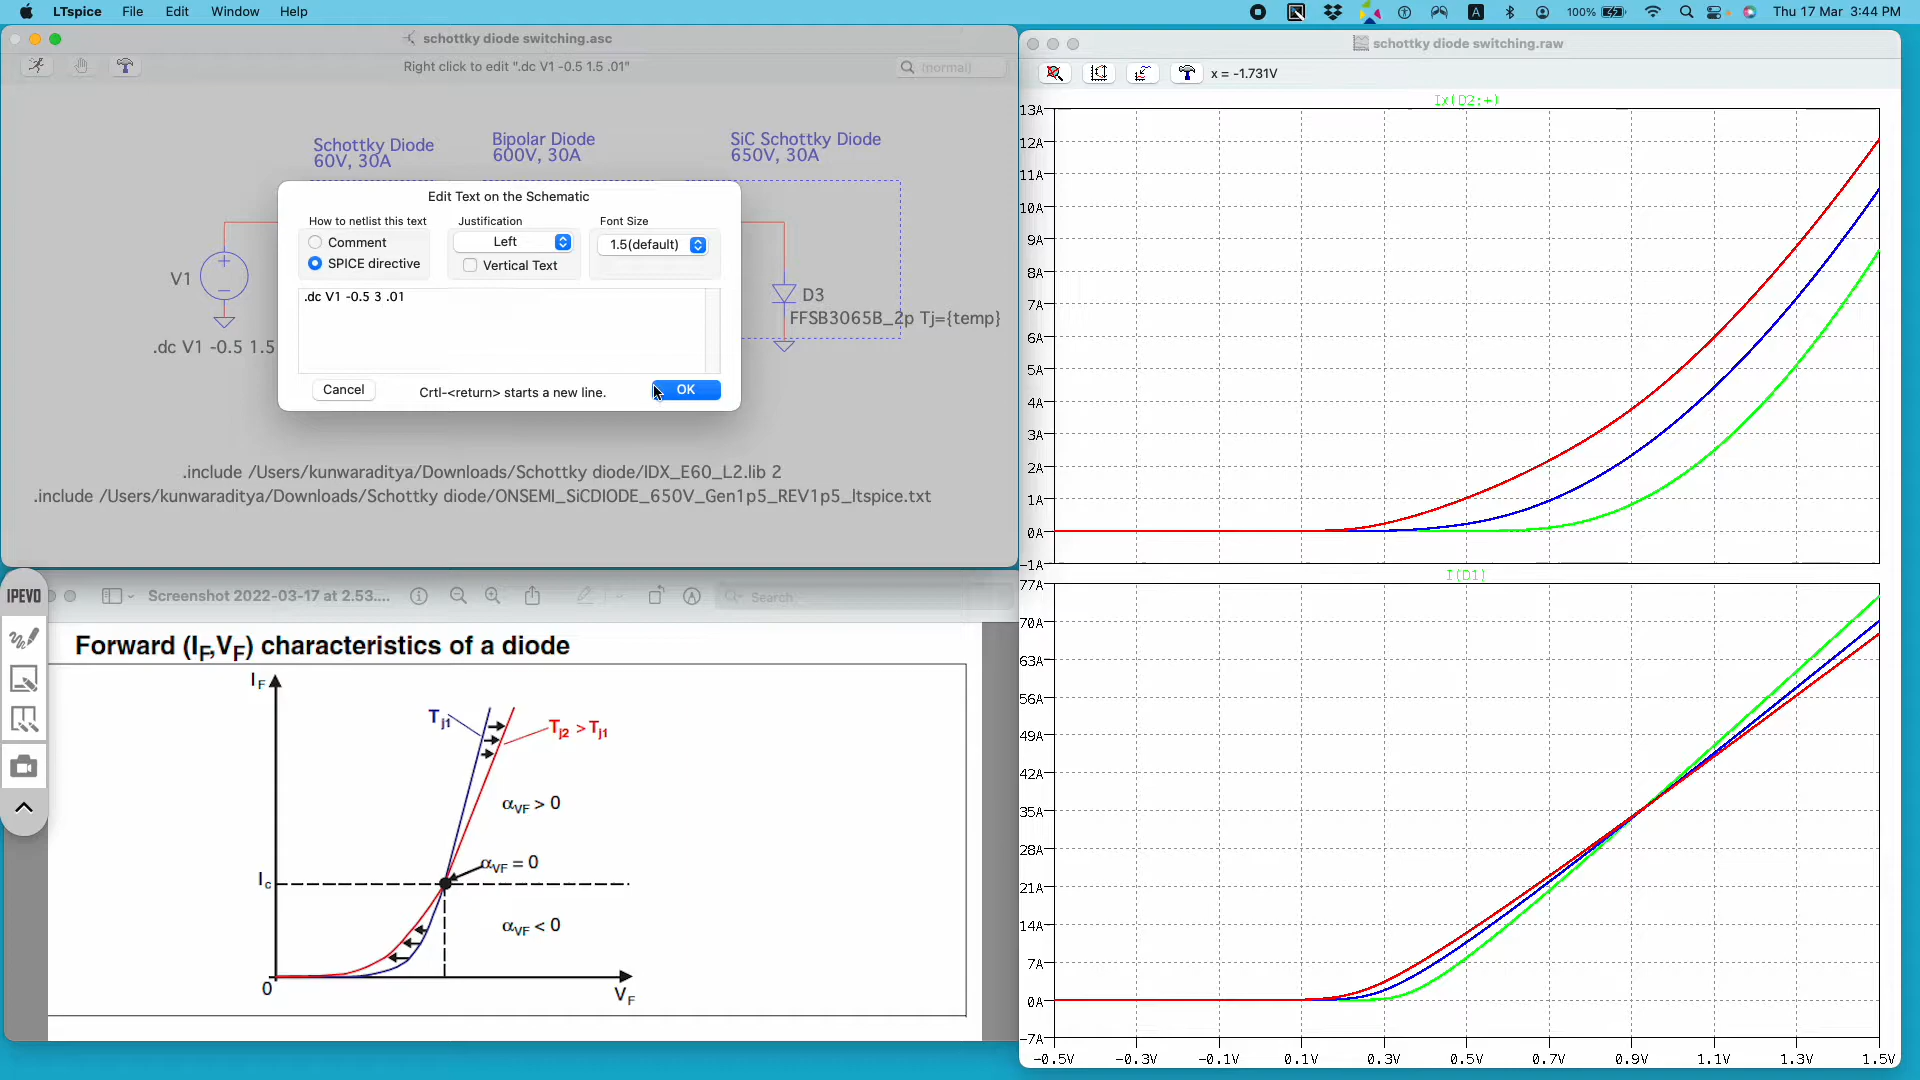 LTspice File Edit Window Help
A 100% Thu 17 Mar 3:44 PM
schottky diode switching.asc
Right click to edit ".dc V1 -0.5 1.5 .01"
(normal)
Schottky Diode
60V, 30A
Bipolar Diode
600V, 30A
SiC Schottky Diode
650V, 30A
V1
.dc V1 -0.5 1.5
D3
FFSB3065B_2p Tj={temp}
Edit Text on the Schematic
How to netlist this text
Justification
Font Size
Comment
SPICE directive
Left
Vertical Text
1.5(default)
.dc V1 -0.5 3 .01
Cancel
Crtl-<return> starts a new line.
OK
.include /Users/kunwaraditya/Downloads/Schottky diode/IDX_E60_L2.lib 2
.include /Users/kunwaraditya/Downloads/Schottky diode/ONSEMI_SiCDIODE_650V_Gen1p5_REV1p5_ltspice.txt
IPEVO
Screenshot 2022-03-17 at 2.53....
Search
Forward (IF,VF) characteristics of a diode
IF
Tj1
Tj2 >Tj1
αVF > 0
αVF = 0
Ic
αVF < 0
0
VF
schottky diode switching.raw
x = -1.731V
Ix(D2:+)
13A
12A
11A
10A
9A
8A
7A
6A
5A
4A
3A
2A
1A
0A
-1A
I(D1)
77A
70A
63A
56A
49A
42A
35A
28A
21A
14A
7A
0A
-7A
-0.5V -0.3V -0.1V 0.1V 0.3V 0.5V 0.7V 0.9V 1.1V 1.3V 1.5V